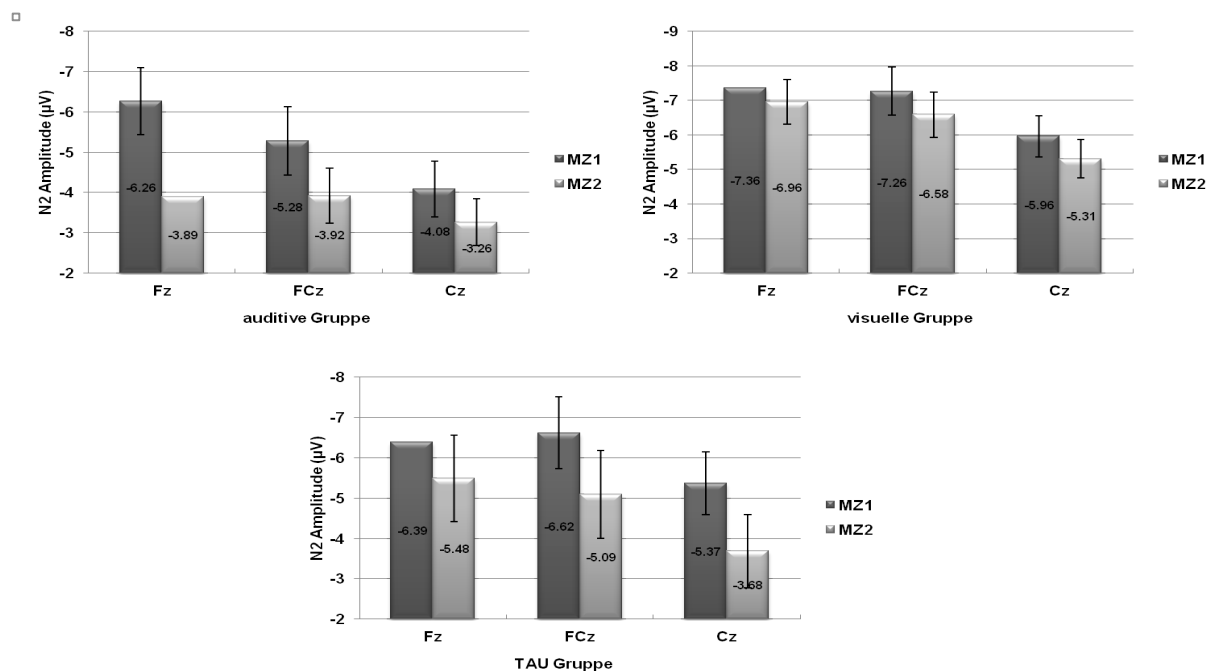 N2 Amplitude (µV)
-8
-7
-6
-5
-4
-3
-2
-6.26
-3.89
-5.28
-3.92
-4.08
-3.26
Fz FCz Cz
auditive Gruppe
MZ1
MZ2
N2 Amplitude (µV)
-9
-8
-7
-6
-5
-4
-3
-2
-7.36
-6.96
-7.26
-6.58
-5.96
-5.31
Fz FCz Cz
visuelle Gruppe
MZ1
MZ2
N2 Amplitude (µV)
-8
-7
-6
-5
-4
-3
-2
-6.39
-5.48
-6.62
-5.09
-5.37
-3.68
Fz FCz Cz
TAU Gruppe
MZ1
MZ2